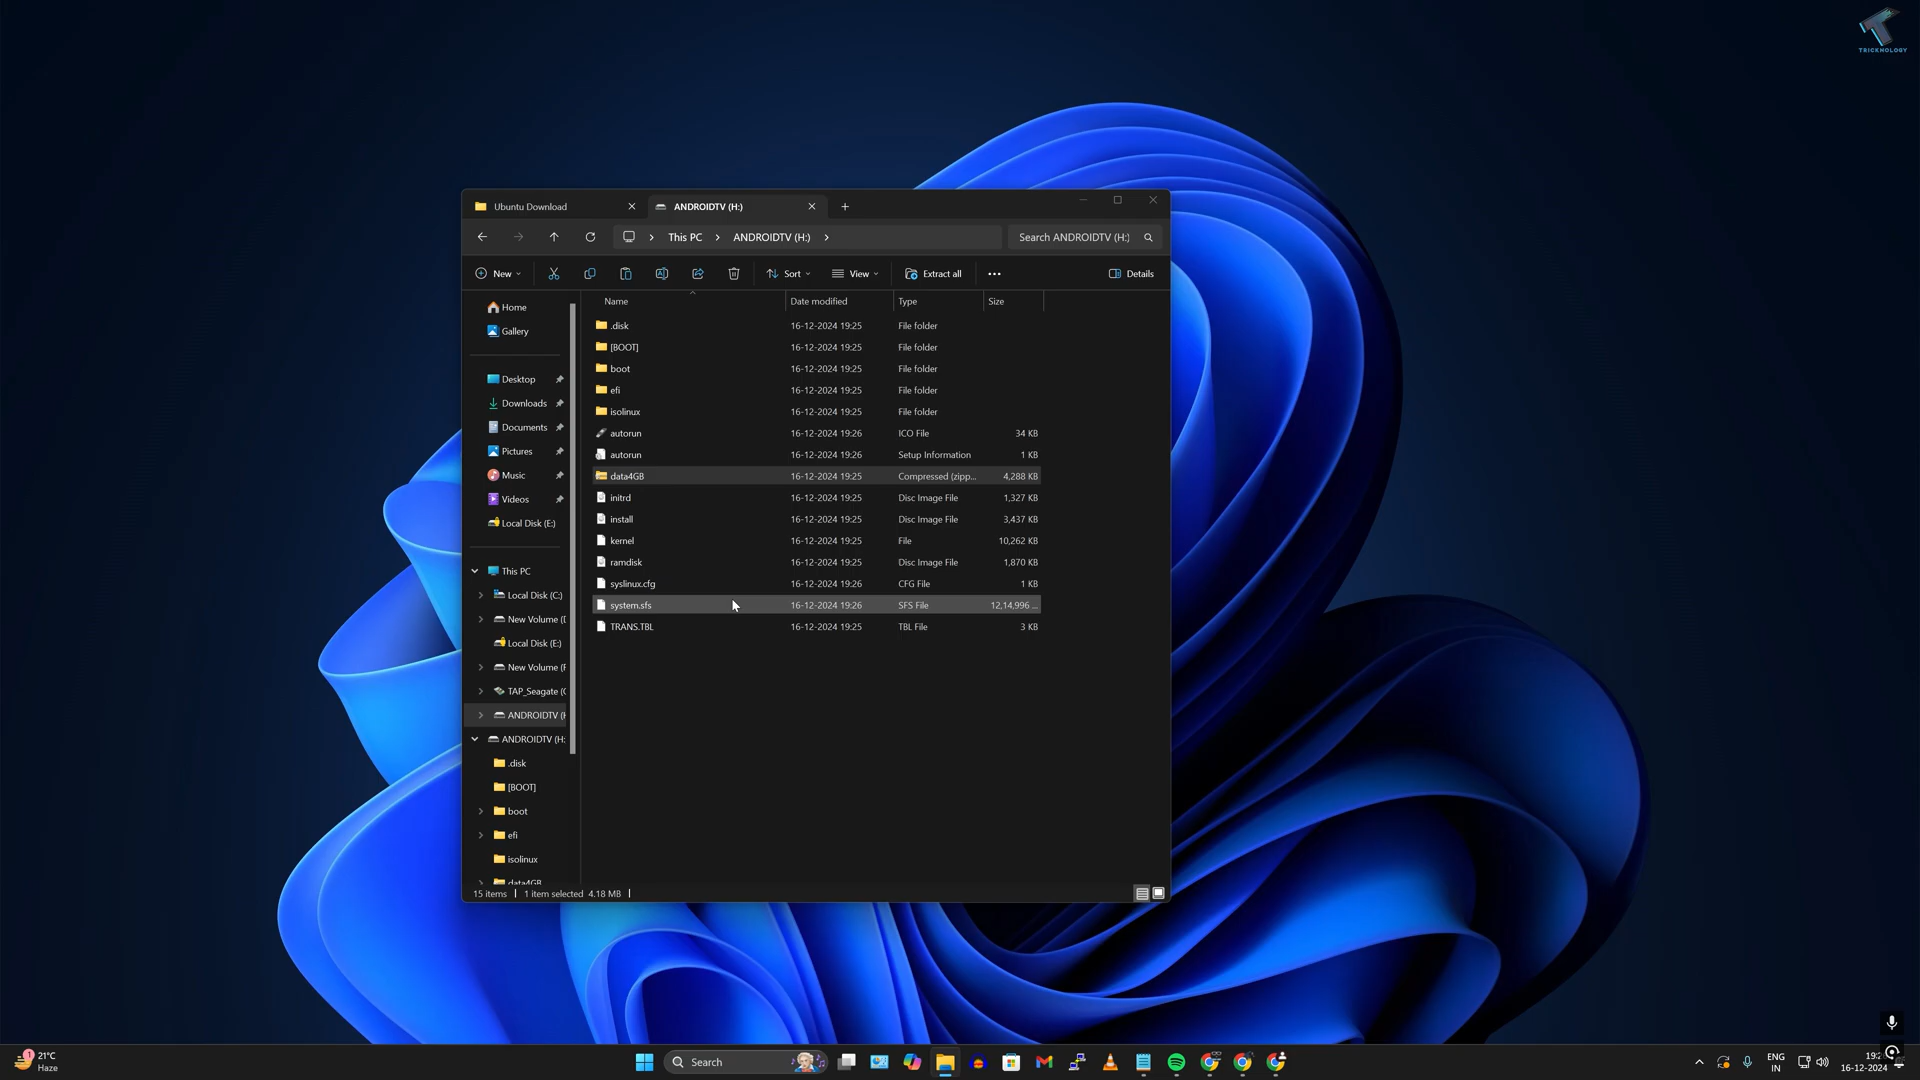 TRICKNOLOGY
Ubuntu Download
ANDROIDTV (H:)
This PC
ANDROIDTV (H:)
Search ANDROIDTV (H:)
New
Sort
View
Extract all
Details
Name Date modified Type Size
Home
Gallery
Desktop
Downloads
Documents
Pictures
Music
Videos
Local Disk (E:)
This PC
Local Disk (C:)
New Volume (
Local Disk (E:)
New Volume (F
TAP_Seagate (
ANDROIDTV (
ANDROIDTV (H:
.disk
[BOOT]
boot
efi
isolinux
data4GB
.disk 16-12-2024 19:25 File folder
[BOOT] 16-12-2024 19:25 File folder
boot 16-12-2024 19:25 File folder
efi 16-12-2024 19:25 File folder
isolinux 16-12-2024 19:25 File folder
autorun 16-12-2024 19:26 ICO File 34 KB
autorun 16-12-2024 19:26 Setup Information 1 KB
data4GB 16-12-2024 19:25 Compressed (zipp... 4,288 KB
initrd 16-12-2024 19:25 Disc Image File 1,327 KB
install 16-12-2024 19:25 Disc Image File 3,437 KB
kernel 16-12-2024 19:25 File 10,262 KB
ramdisk 16-12-2024 19:25 Disc Image File 1,870 KB
syslinux.cfg 16-12-2024 19:26 CFG File 1 KB
system.sfs 16-12-2024 19:26 SFS File 12,14,996 ...
TRANS.TBL 16-12-2024 19:25 TBL File 3 KB
15 items 1 item selected 4.18 MB
1
21°C
Haze
Search
ENG
IN
19:2
16-12-2024